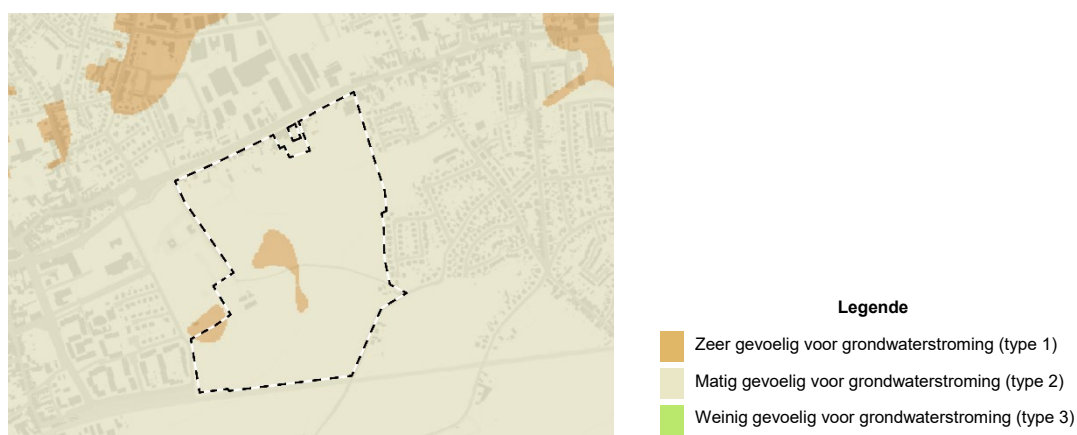 Legende
Zeer gevoelig voor grondwaterstroming (type 1)
Matig gevoelig voor grondwaterstroming (type 2)
Weinig gevoelig voor grondwaterstroming (type 3)